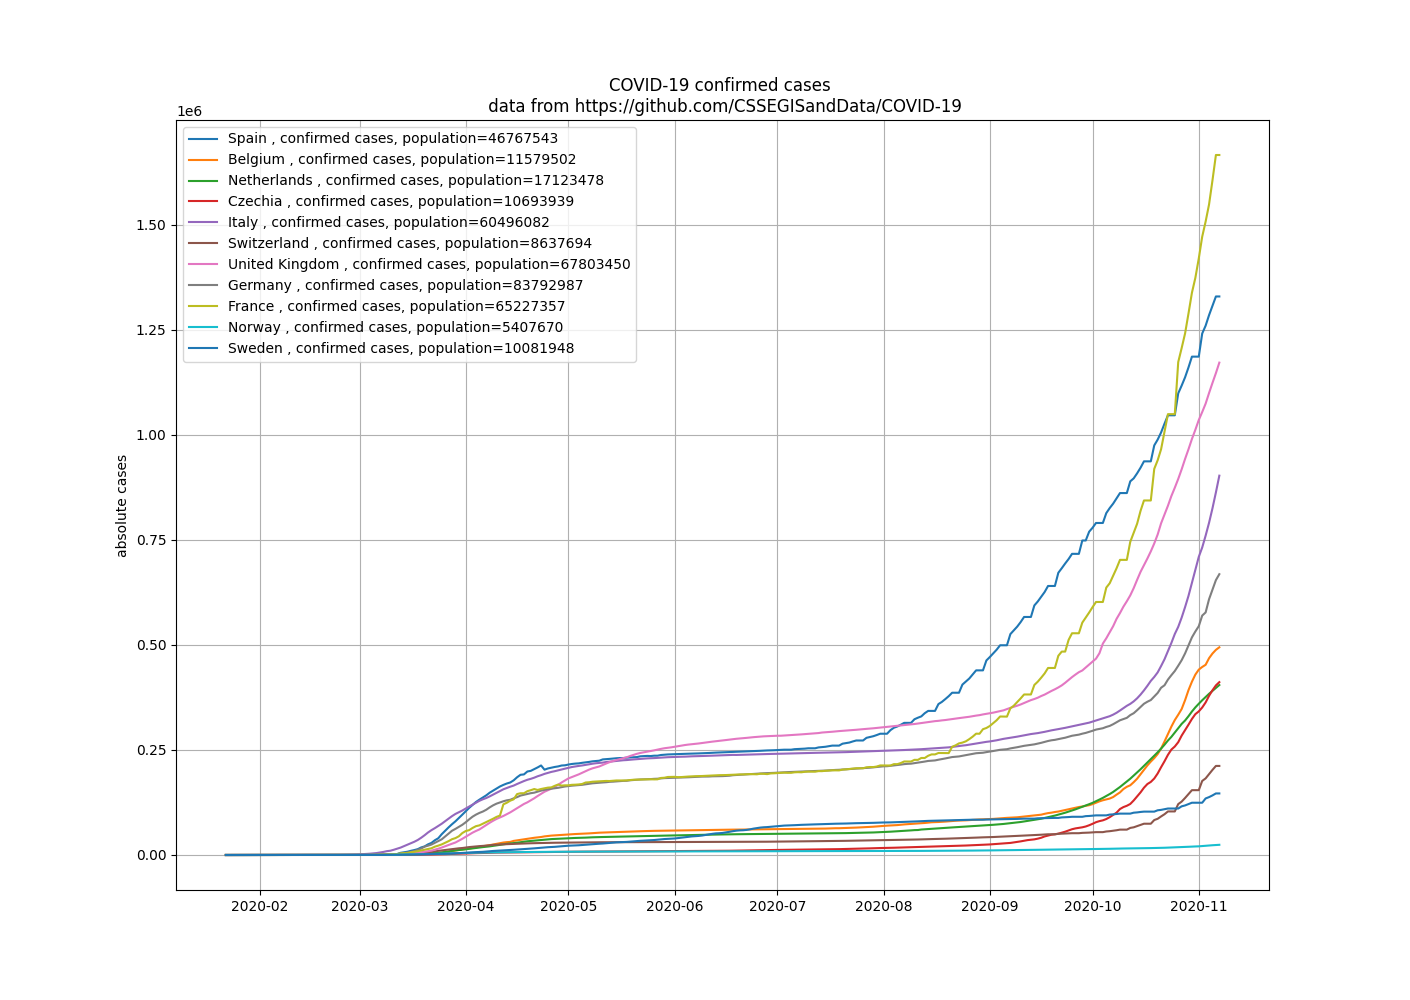 COVID-19 confirmed cases
data from https://github.com/CSSEGISandData/COVID-19
1e6
Spain , confirmed cases, population=46767543
Belgium , confirmed cases, population=11579502
Netherlands , confirmed cases, population=17123478
Czechia , confirmed cases, population=10693939
Italy , confirmed cases, population=60496082
Switzerland , confirmed cases, population=8637694
United Kingdom , confirmed cases, population=67803450
Germany , confirmed cases, population=83792987
France , confirmed cases, population=65227357
Norway , confirmed cases, population=5407670
Sweden , confirmed cases, population=10081948
1.50
1.25
1.00
0.75
0.50
0.25
0.00
absolute cases
2020-02 2020-03 2020-04 2020-05 2020-06 2020-07 2020-08 2020-09 2020-10 2020-11